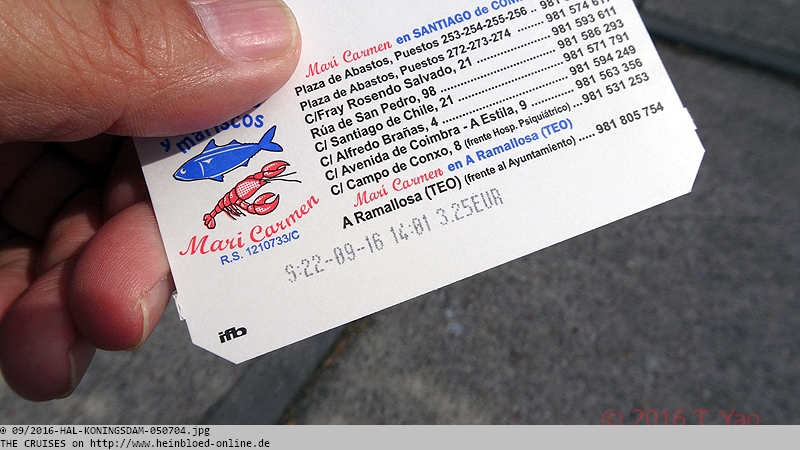 y mariscos
Mari Carmen
R.S. 1210733/C
ifb
Mari Carmen en SANTIAGO de
Plaza de Abastos, Puestos 253-254-255-256 .. 981
Plaza de Abastos, Puestos 272-273-274 ....... 981 574
C/Fray Rosendo Salvado, 21 ....... 981 593 611
Rúa de San Pedro, 98 ....... 981 586 293
C/ Santiago de Chile, 21 ....... 981 571 791
C/ Alfredo Brañas, 4 ....... 981 594 249
C/ Avenida de Coimbra - A Estila, 9 ....... 981 563 356
C/ Campo de Conxo, 8 (frente Hosp. Psiquiátrico) ...981 531 253
Mari Carmen en A Ramallosa (TEO)
A Ramallosa (TEO) (frente al Ayuntamiento) .....981 805 754
S:22-09-16 14:01 3.25EUR
© 2016 T. Yao
© 09/2016-HAL-KONINGSDAM-050704.jpg
THE CRUISES on http://www.heinbloed-online.de